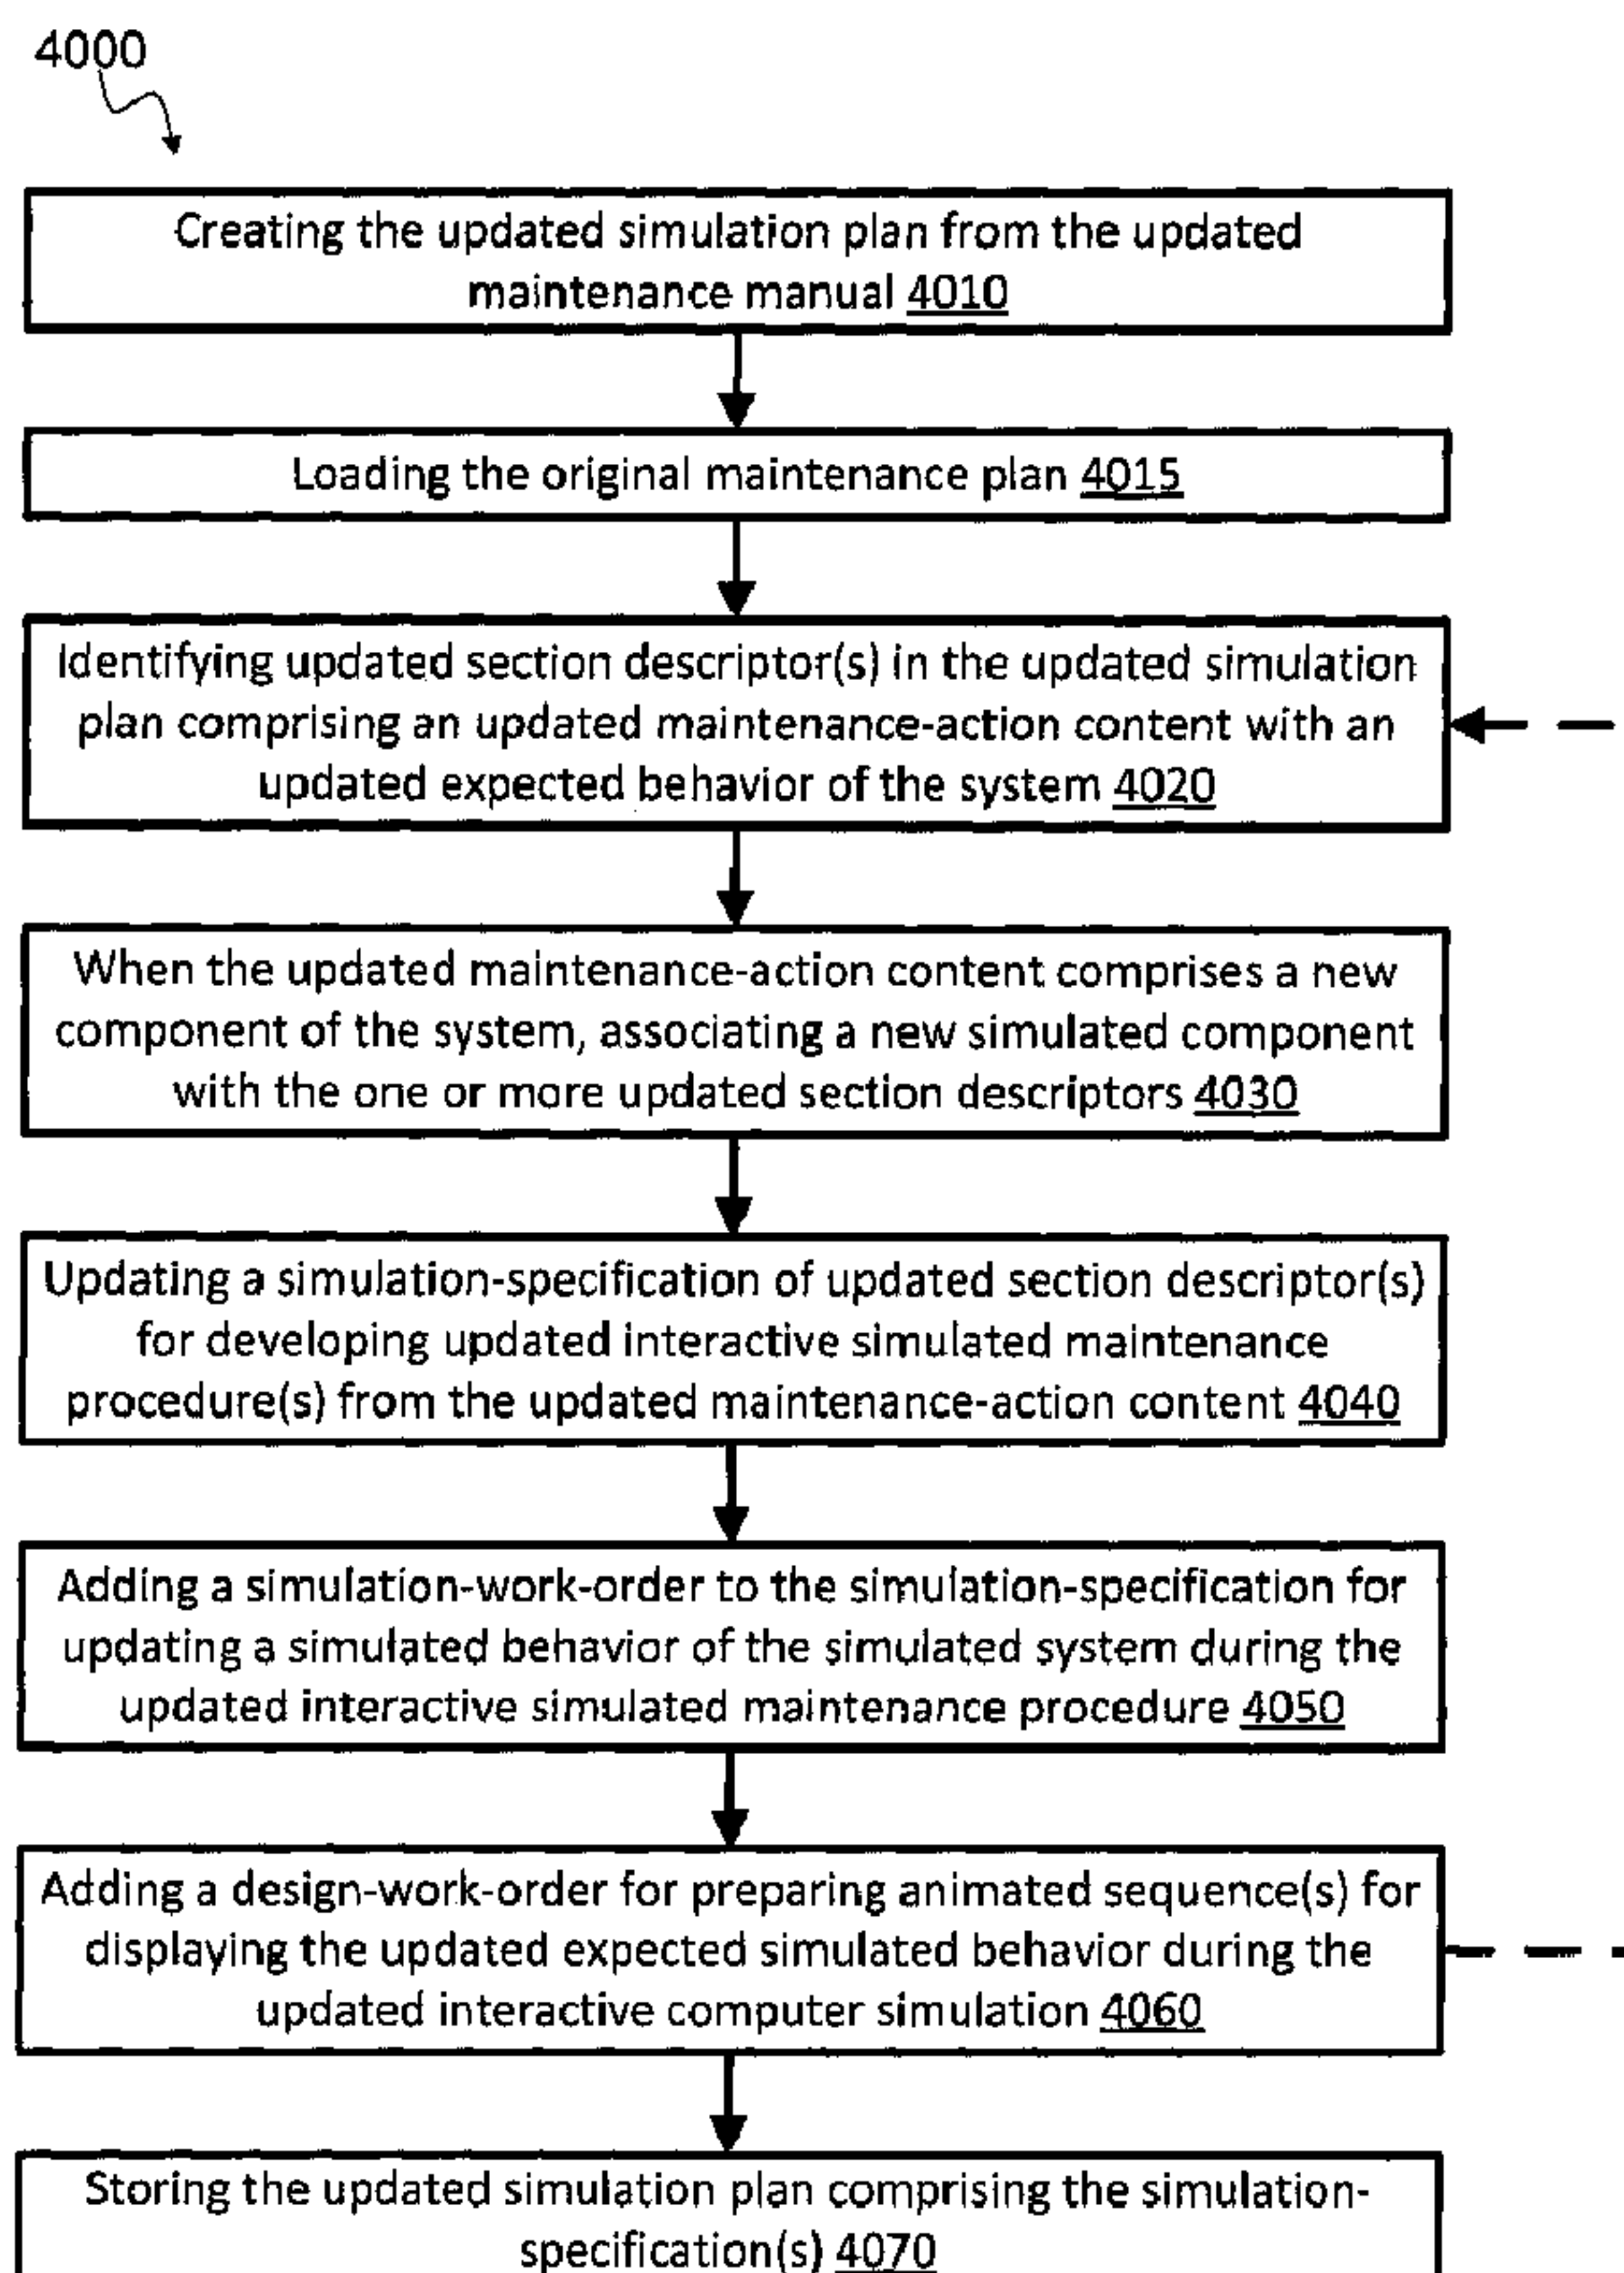 4000
Creating the updated simulation plan from the updated
maintenance manual 4010
Loading the original maintenance plan 4015
Identifying updated section descriptor(s) in the updated simulation
plan comprising an updated maintenance-action content with an
updated expected behavior of the system 4020
When the updated maintenance-action content comprises a new
component of the system, associating a new simulated component
with the one or more updated section descriptors 4030
Updating a simulation-specification of updated section descriptor(s)
for developing updated interactive simulated maintenance
procedure(s) from the updated maintenance-action content 4040
Adding a simulation-work-order to the simulation-specification for
updating a simulated behavior of the simulated system during the
updated interactive simulated maintenance procedure 4050
Adding a design-work-order for preparing animated sequence(s) for
displaying the updated expected simulated behavior during the
updated interactive computer simulation 4060
Storing the updated simulation plan comprising the simulation-
specification(s) 4070